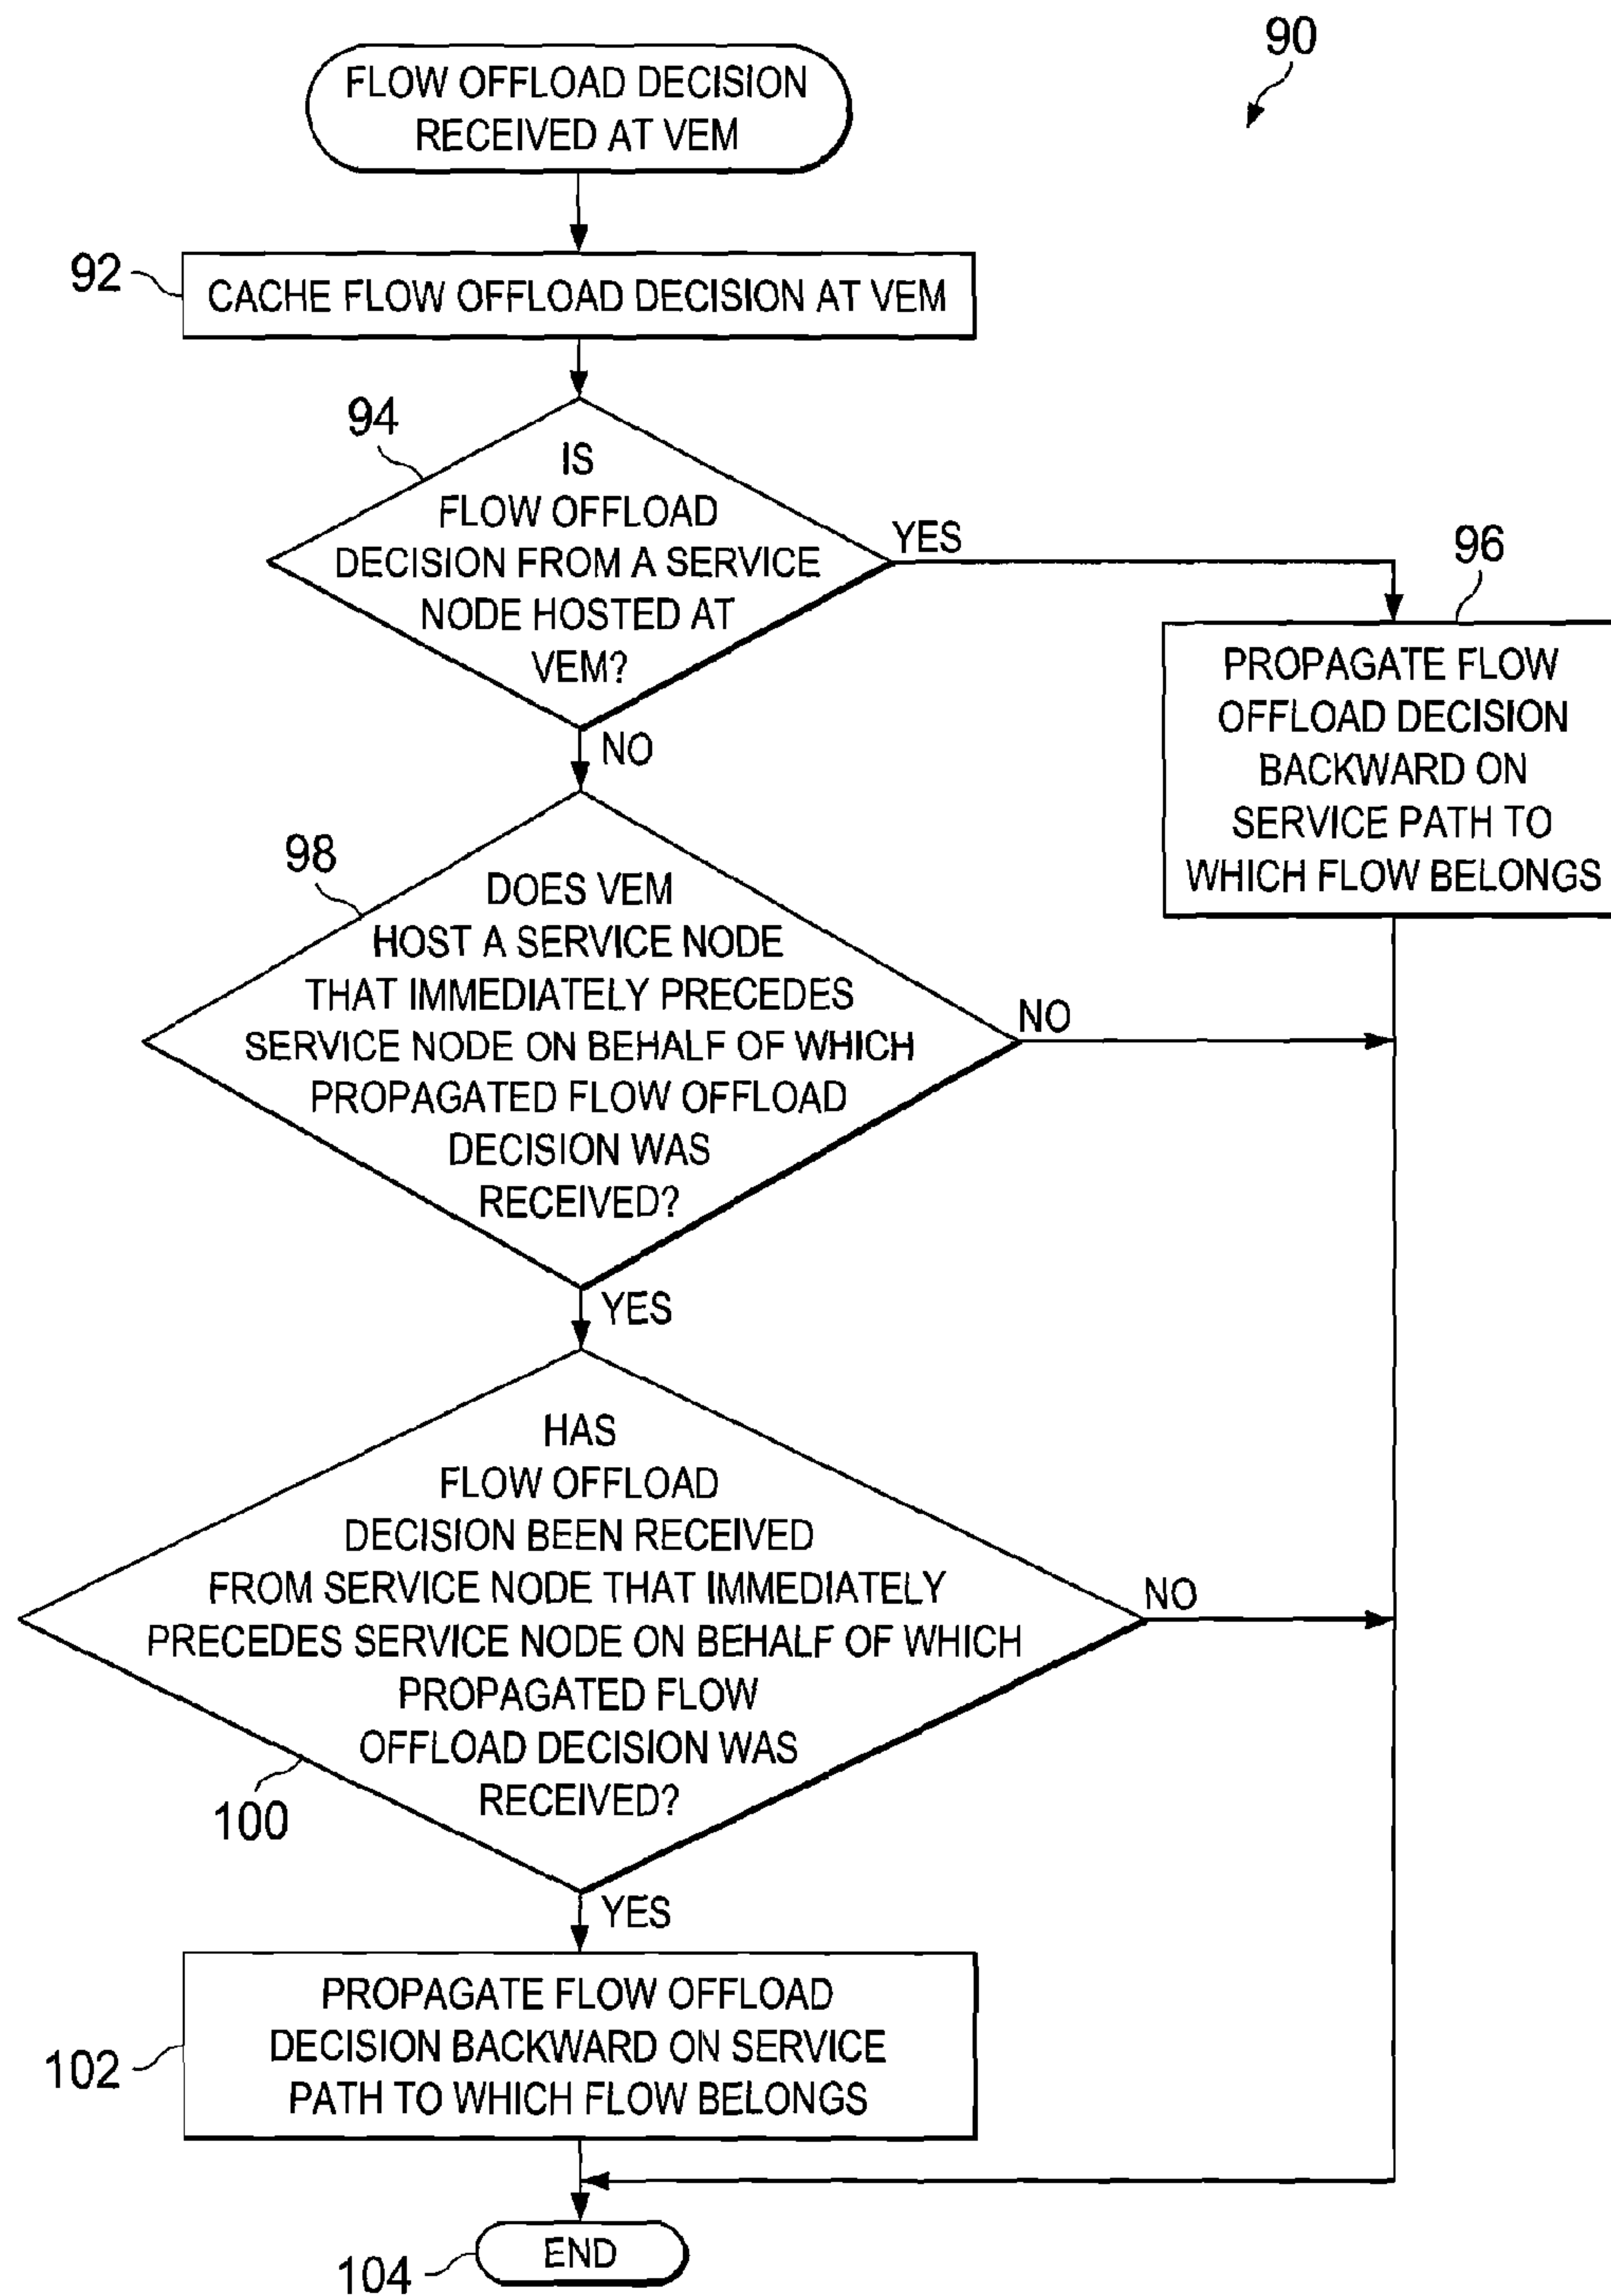 90
FLOW OFFLOAD DECISION
RECEIVED AT VEM
92
CACHE FLOW OFFLOAD DECISION AT VEM
94
IS
FLOW OFFLOAD
DECISION FROM A SERVICE
NODE HOSTED AT
VEM?
YES
NO
96
PROPAGATE FLOW
OFFLOAD DECISION
BACKWARD ON
SERVICE PATH TO
WHICH FLOW BELONGS
98
DOES VEM
HOST A SERVICE NODE
THAT IMMEDIATELY PRECEDES
SERVICE NODE ON BEHALF OF WHICH
PROPAGATED FLOW OFFLOAD
DECISION WAS
RECEIVED?
NO
YES
HAS
FLOW OFFLOAD
DECISION BEEN RECEIVED
FROM SERVICE NODE THAT IMMEDIATELY
PRECEDES SERVICE NODE ON BEHALF OF WHICH
PROPAGATED FLOW
OFFLOAD DECISION WAS
RECEIVED?
NO
100
YES
PROPAGATE FLOW OFFLOAD
DECISION BACKWARD ON SERVICE
PATH TO WHICH FLOW BELONGS
102
END
104